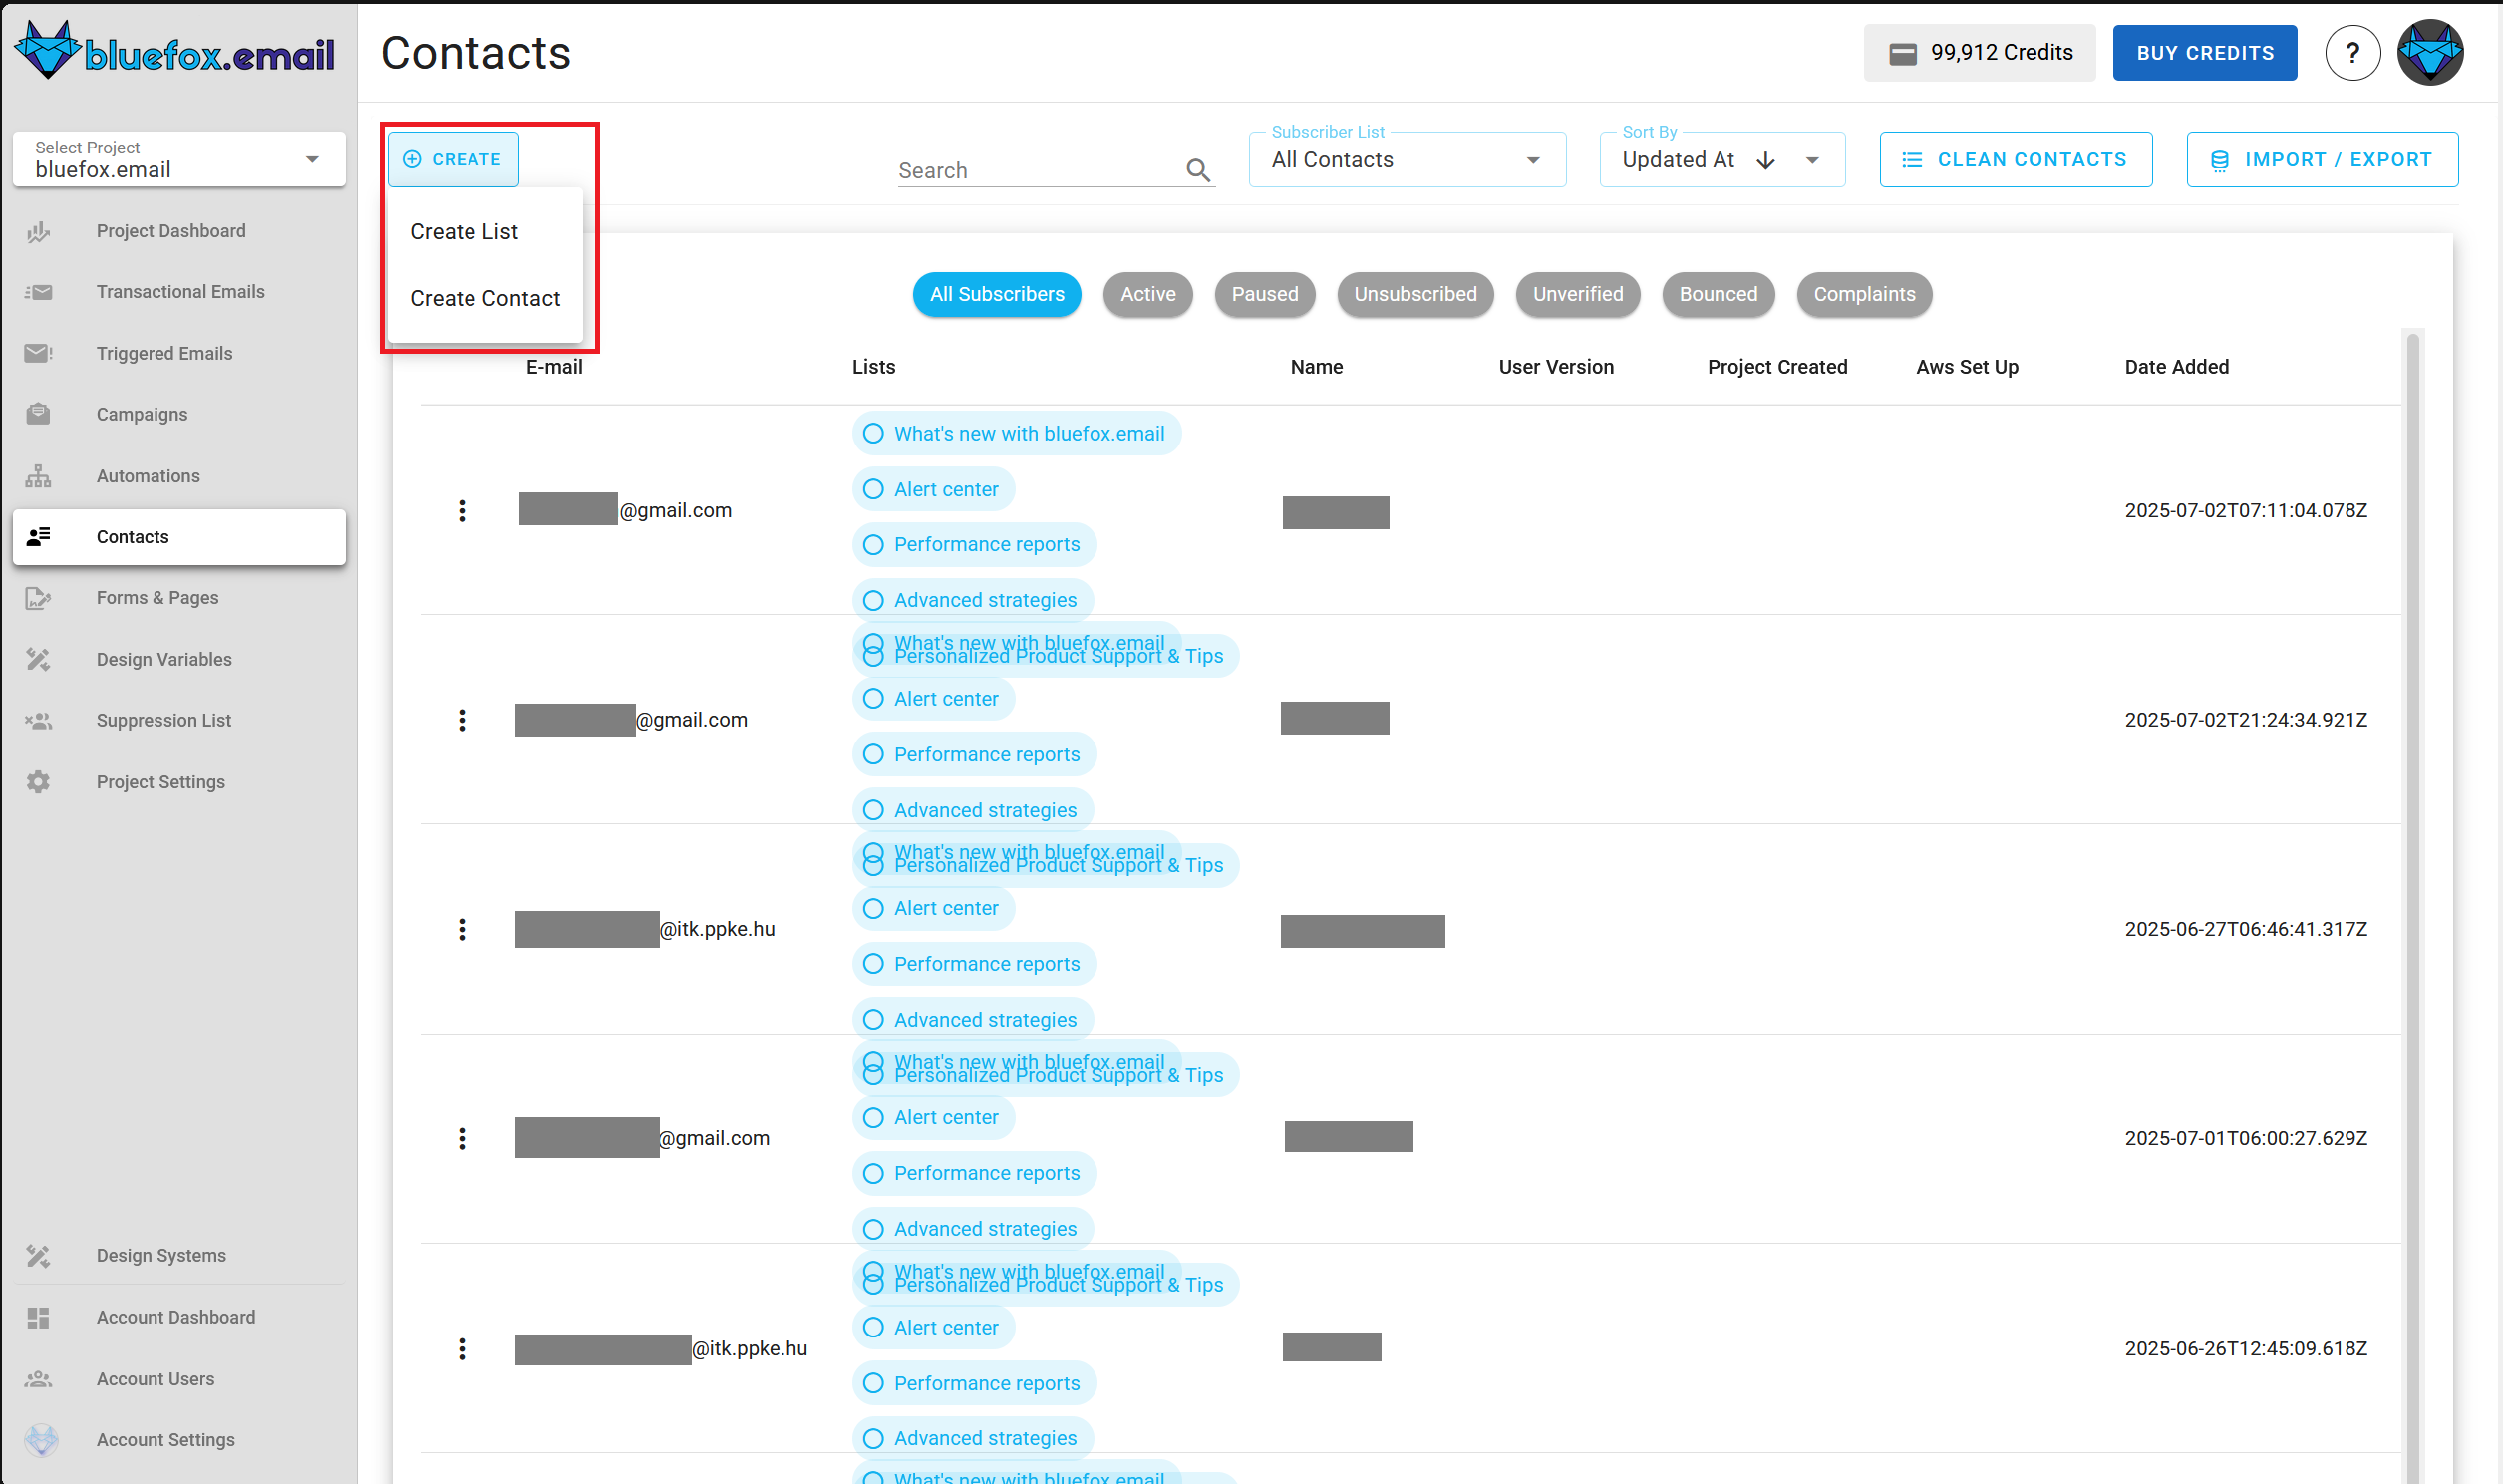 bluefox.email
Contacts
99,912 Credits
BUY CREDITS
?
Select Project
bluefox.email
Project Dashboard
Transactional Emails
Triggered Emails
Campaigns
Automations
Contacts
Forms & Pages
Design Variables
Suppression List
Project Settings
Design Systems
Account Dashboard
Account Users
Account Settings
CREATE
Create List
Create Contact
Search
Subscriber List
All Contacts
Sort By
Updated At
CLEAN CONTACTS
IMPORT / EXPORT
All Subscribers
Active
Paused
Unsubscribed
Unverified
Bounced
Complaints
E-mail
Lists
Name
User Version
Project Created
Aws Set Up
Date Added
@gmail.com
What's new with bluefox.email
Alert center
Performance reports
Advanced strategies
Personalized Product Support & Tips
2025-07-02T07:11:04.078Z
@gmail.com
What's new with bluefox.email
Alert center
Performance reports
Advanced strategies
Personalized Product Support & Tips
2025-07-02T21:24:34.921Z
@itk.ppke.hu
What's new with bluefox.email
Alert center
Performance reports
Advanced strategies
Personalized Product Support & Tips
2025-06-27T06:46:41.317Z
@gmail.com
What's new with bluefox.email
Alert center
Performance reports
Advanced strategies
Personalized Product Support & Tips
2025-07-01T06:00:27.629Z
@itk.ppke.hu
What's new with bluefox.email
Alert center
Performance reports
Advanced strategies
2025-06-26T12:45:09.618Z
What's new with bluefox.email